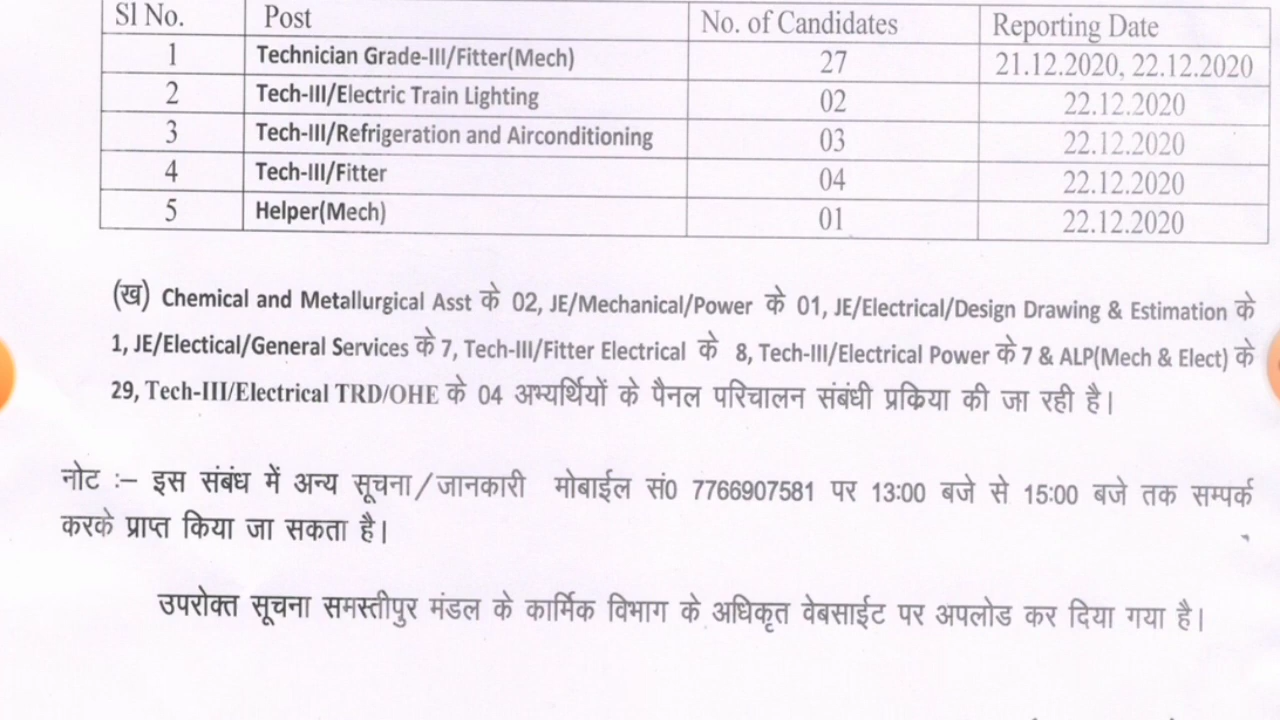 Sl No. Post No. of Candidates Reporting Date
1 Technician Grade-III/Fitter(Mech) 27 21.12.2020, 22.12.2020
2 Tech-III/Electric Train Lighting 02 22.12.2020
3 Tech-III/Refrigeration and Airconditioning 03 22.12.2020
4 Tech-III/Fitter 04 22.12.2020
5 Helper(Mech) 01 22.12.2020
(ख) Chemical and Metallurgical Asst के 02, JE/Mechanical/Power के 01, JE/Electrical/Design Drawing & Estimation के
1, JE/Electical/General Services के 7, Tech-III/Fitter Electrical के 8, Tech-III/Electrical Power के 7 & ALP(Mech & Elect) के
29, Tech-III/Electrical TRD/OHE के 04 अभ्यर्थियों के पैनल परिचालन संबंधी प्रकिया की जा रही है।
नोट :– इस संबंध में अन्य सूचना/जानकारी मोबाईल सं0 7766907581 पर 13:00 बजे से 15:00 बजे तक सम्पर्क
करके प्राप्त किया जा सकता है।
उपरोक्त सूचना समस्तीपुर मंडल के कार्मिक विभाग के अधिकृत वेबसाईट पर अपलोड कर दिया गया है।